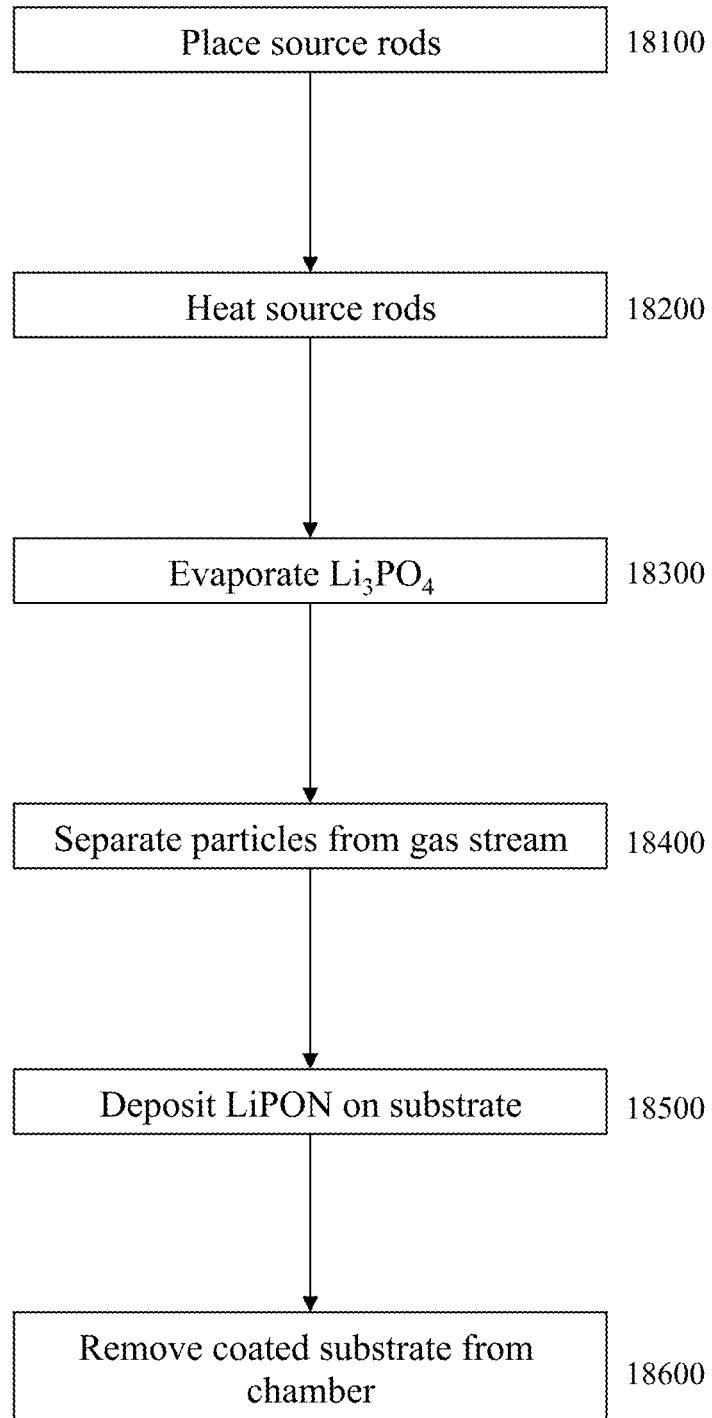 Place source rods 18100
Heat source rods 18200
Evaporate Li₃PO₄ 18300
Separate particles from gas stream 18400
Deposit LiPON on substrate 18500
Remove coated substrate from
chamber 18600